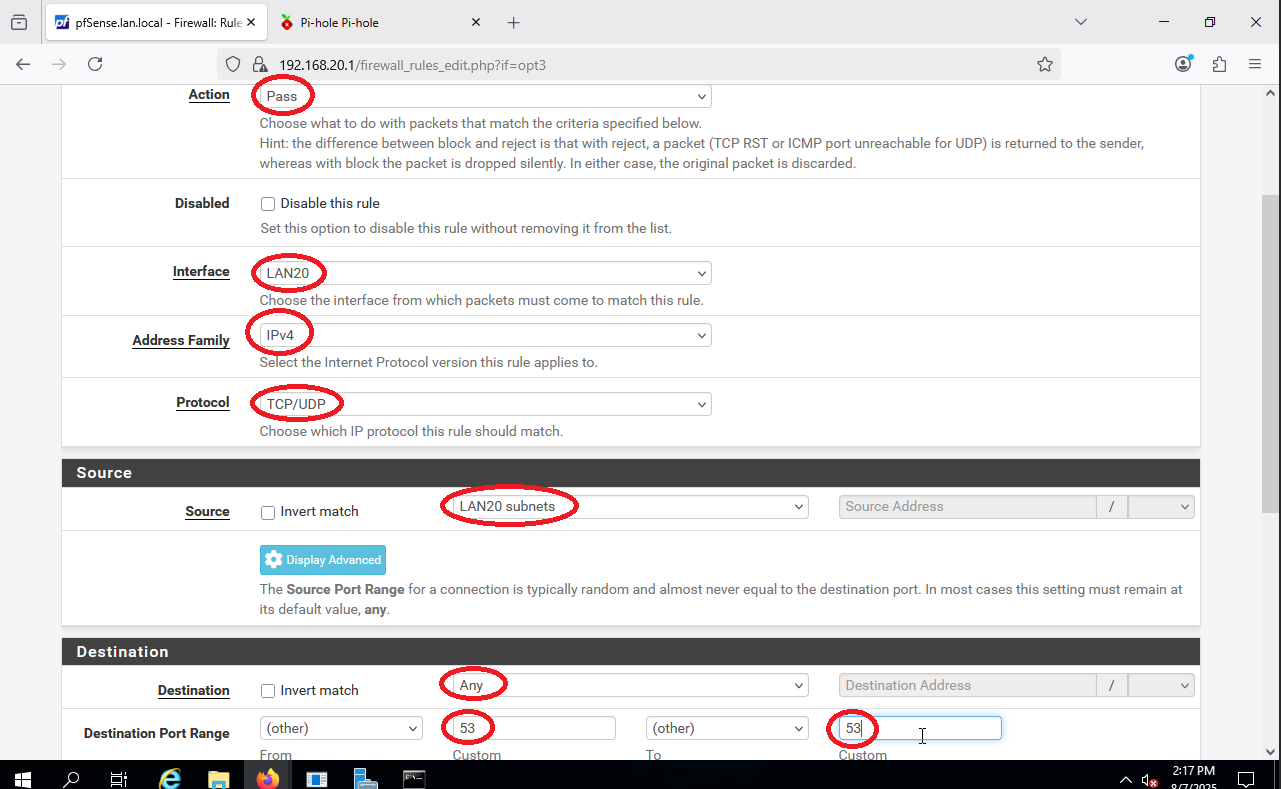 pfSense.lan.local - Firewall: Rule
Pi-hole Pi-hole
192.168.20.1/firewall_rules_edit.php?if=opt3
Action
Pass
Choose what to do with packets that match the criteria specified below.
Hint: the difference between block and reject is that with reject, a packet (TCP RST or ICMP port unreachable for UDP) is returned to the sender,
whereas with block the packet is dropped silently. In either case, the original packet is discarded.
Disabled
Disable this rule
Set this option to disable this rule without removing it from the list.
Interface
LAN20
Choose the interface from which packets must come to match this rule.
Address Family
IPv4
Select the Internet Protocol version this rule applies to.
Protocol
TCP/UDP
Choose which IP protocol this rule should match.
Source
Source
Invert match
LAN20 subnets
Source Address
/
Display Advanced
The Source Port Range for a connection is typically random and almost never equal to the destination port. In most cases this setting must remain at
its default value, any.
Destination
Destination
Invert match
Any
Destination Address
/
Destination Port Range
(other)
53
(other)
53
From
Custom
To
Custom
2:17 PM
8/7/2025